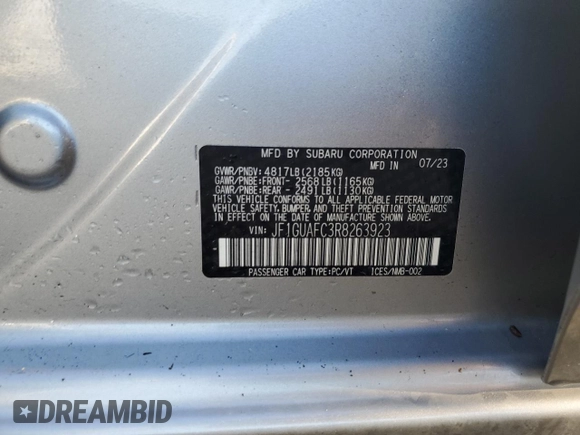 MFD BY SUBARU CORPORATION
GVWR/PNBV: 4817LB(2185KG) MFD IN 07/23
GAWR/PNBE:FRONT- 2568LB(1165KG)
GAWR/PNBE:REAR - 2491LB(1130KG)
THIS VEHICLE CONFORMS TO ALL APPLICABLE FEDERAL MOTOR
VEHICLE SAFETY, BUMPER, AND THEFT PREVENTION
STANDARDS IN EFFECT ON THE DATE OF MANUFACTURE SHOWN ABOVE.
VIN: JF1GUAFC3R8263923
PASSENGER CAR TYPE:PC/VT ICES/NMB-002
DREAMBID